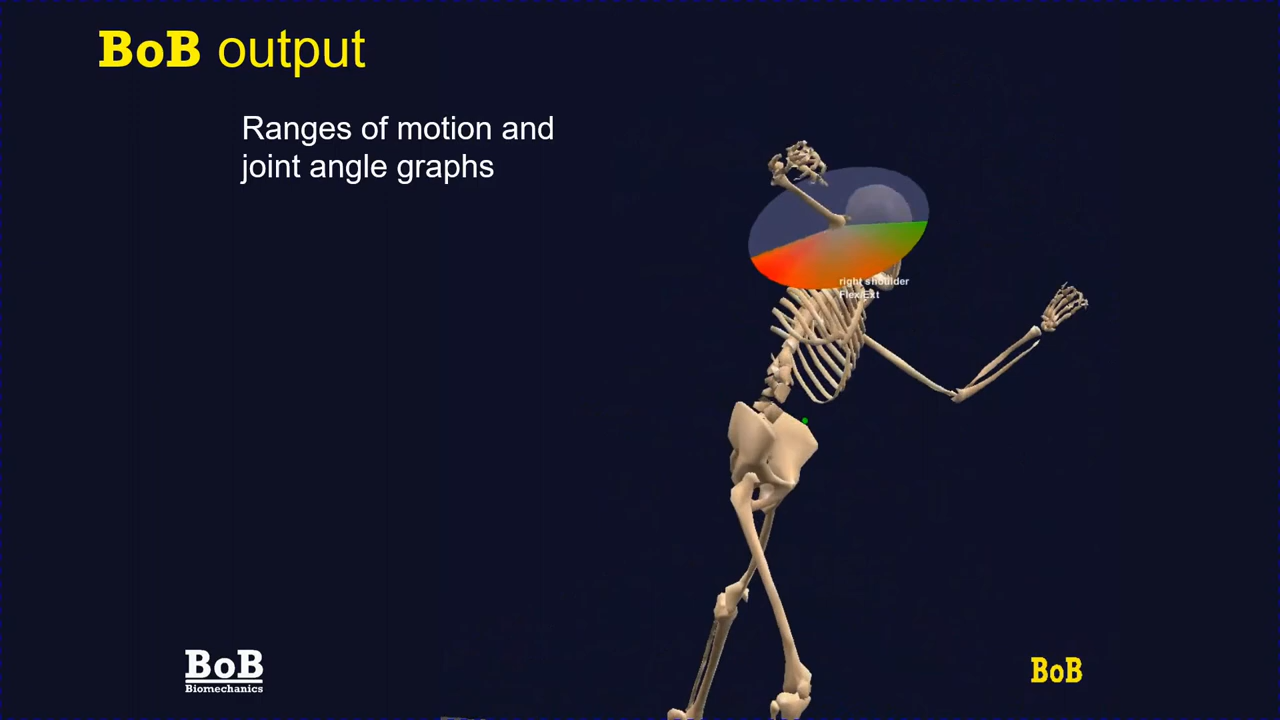 BoB output
Ranges of motion and
joint angle graphs
right shoulder
Flex/Ext
BoB
Biomechanics
BoB